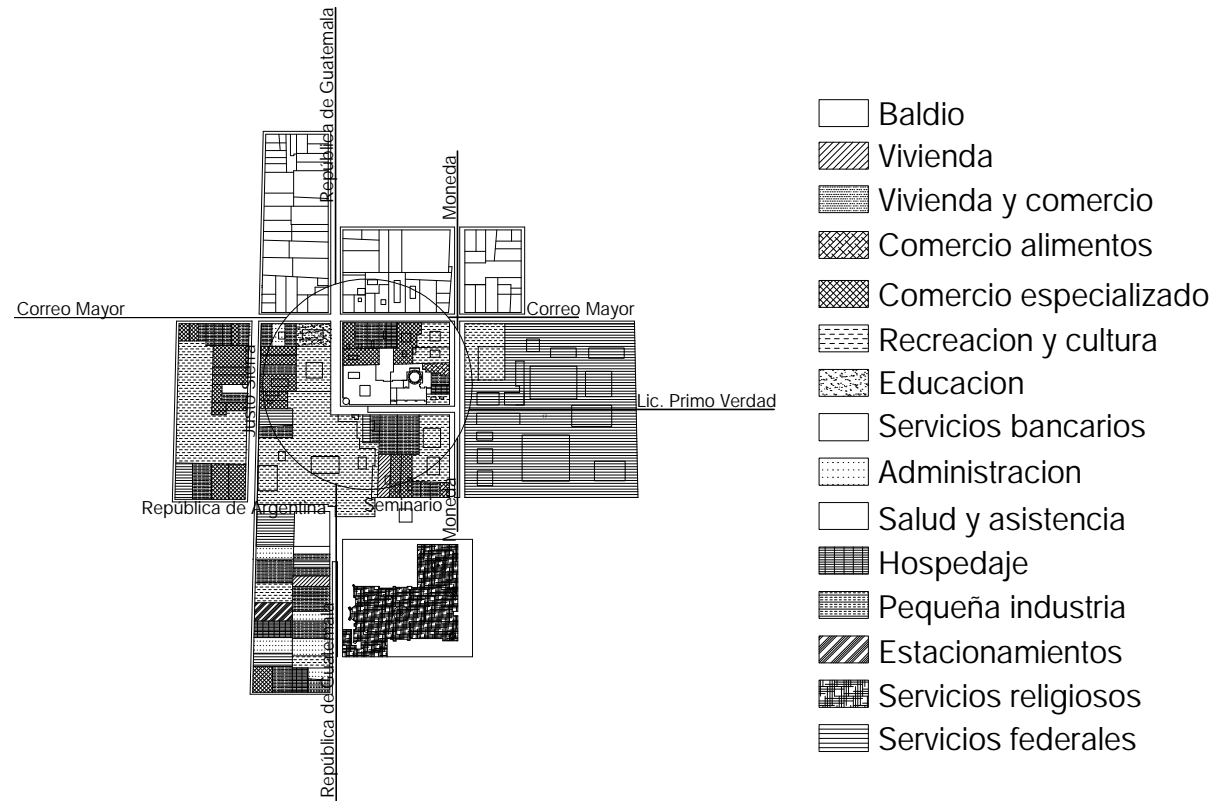 República de Guatemala
Moneda
Correo Mayor
Correo Mayor
Justo Sierra
Lic. Primo Verdad
República de Argentina
Seminario
Moneda
República de Guatemala
Baldio
Vivienda
Vivienda y comercio
Comercio alimentos
Comercio especializado
Recreacion y cultura
Educacion
Servicios bancarios
Administracion
Salud y asistencia
Hospedaje
Pequeña industria
Estacionamientos
Servicios religiosos
Servicios federales